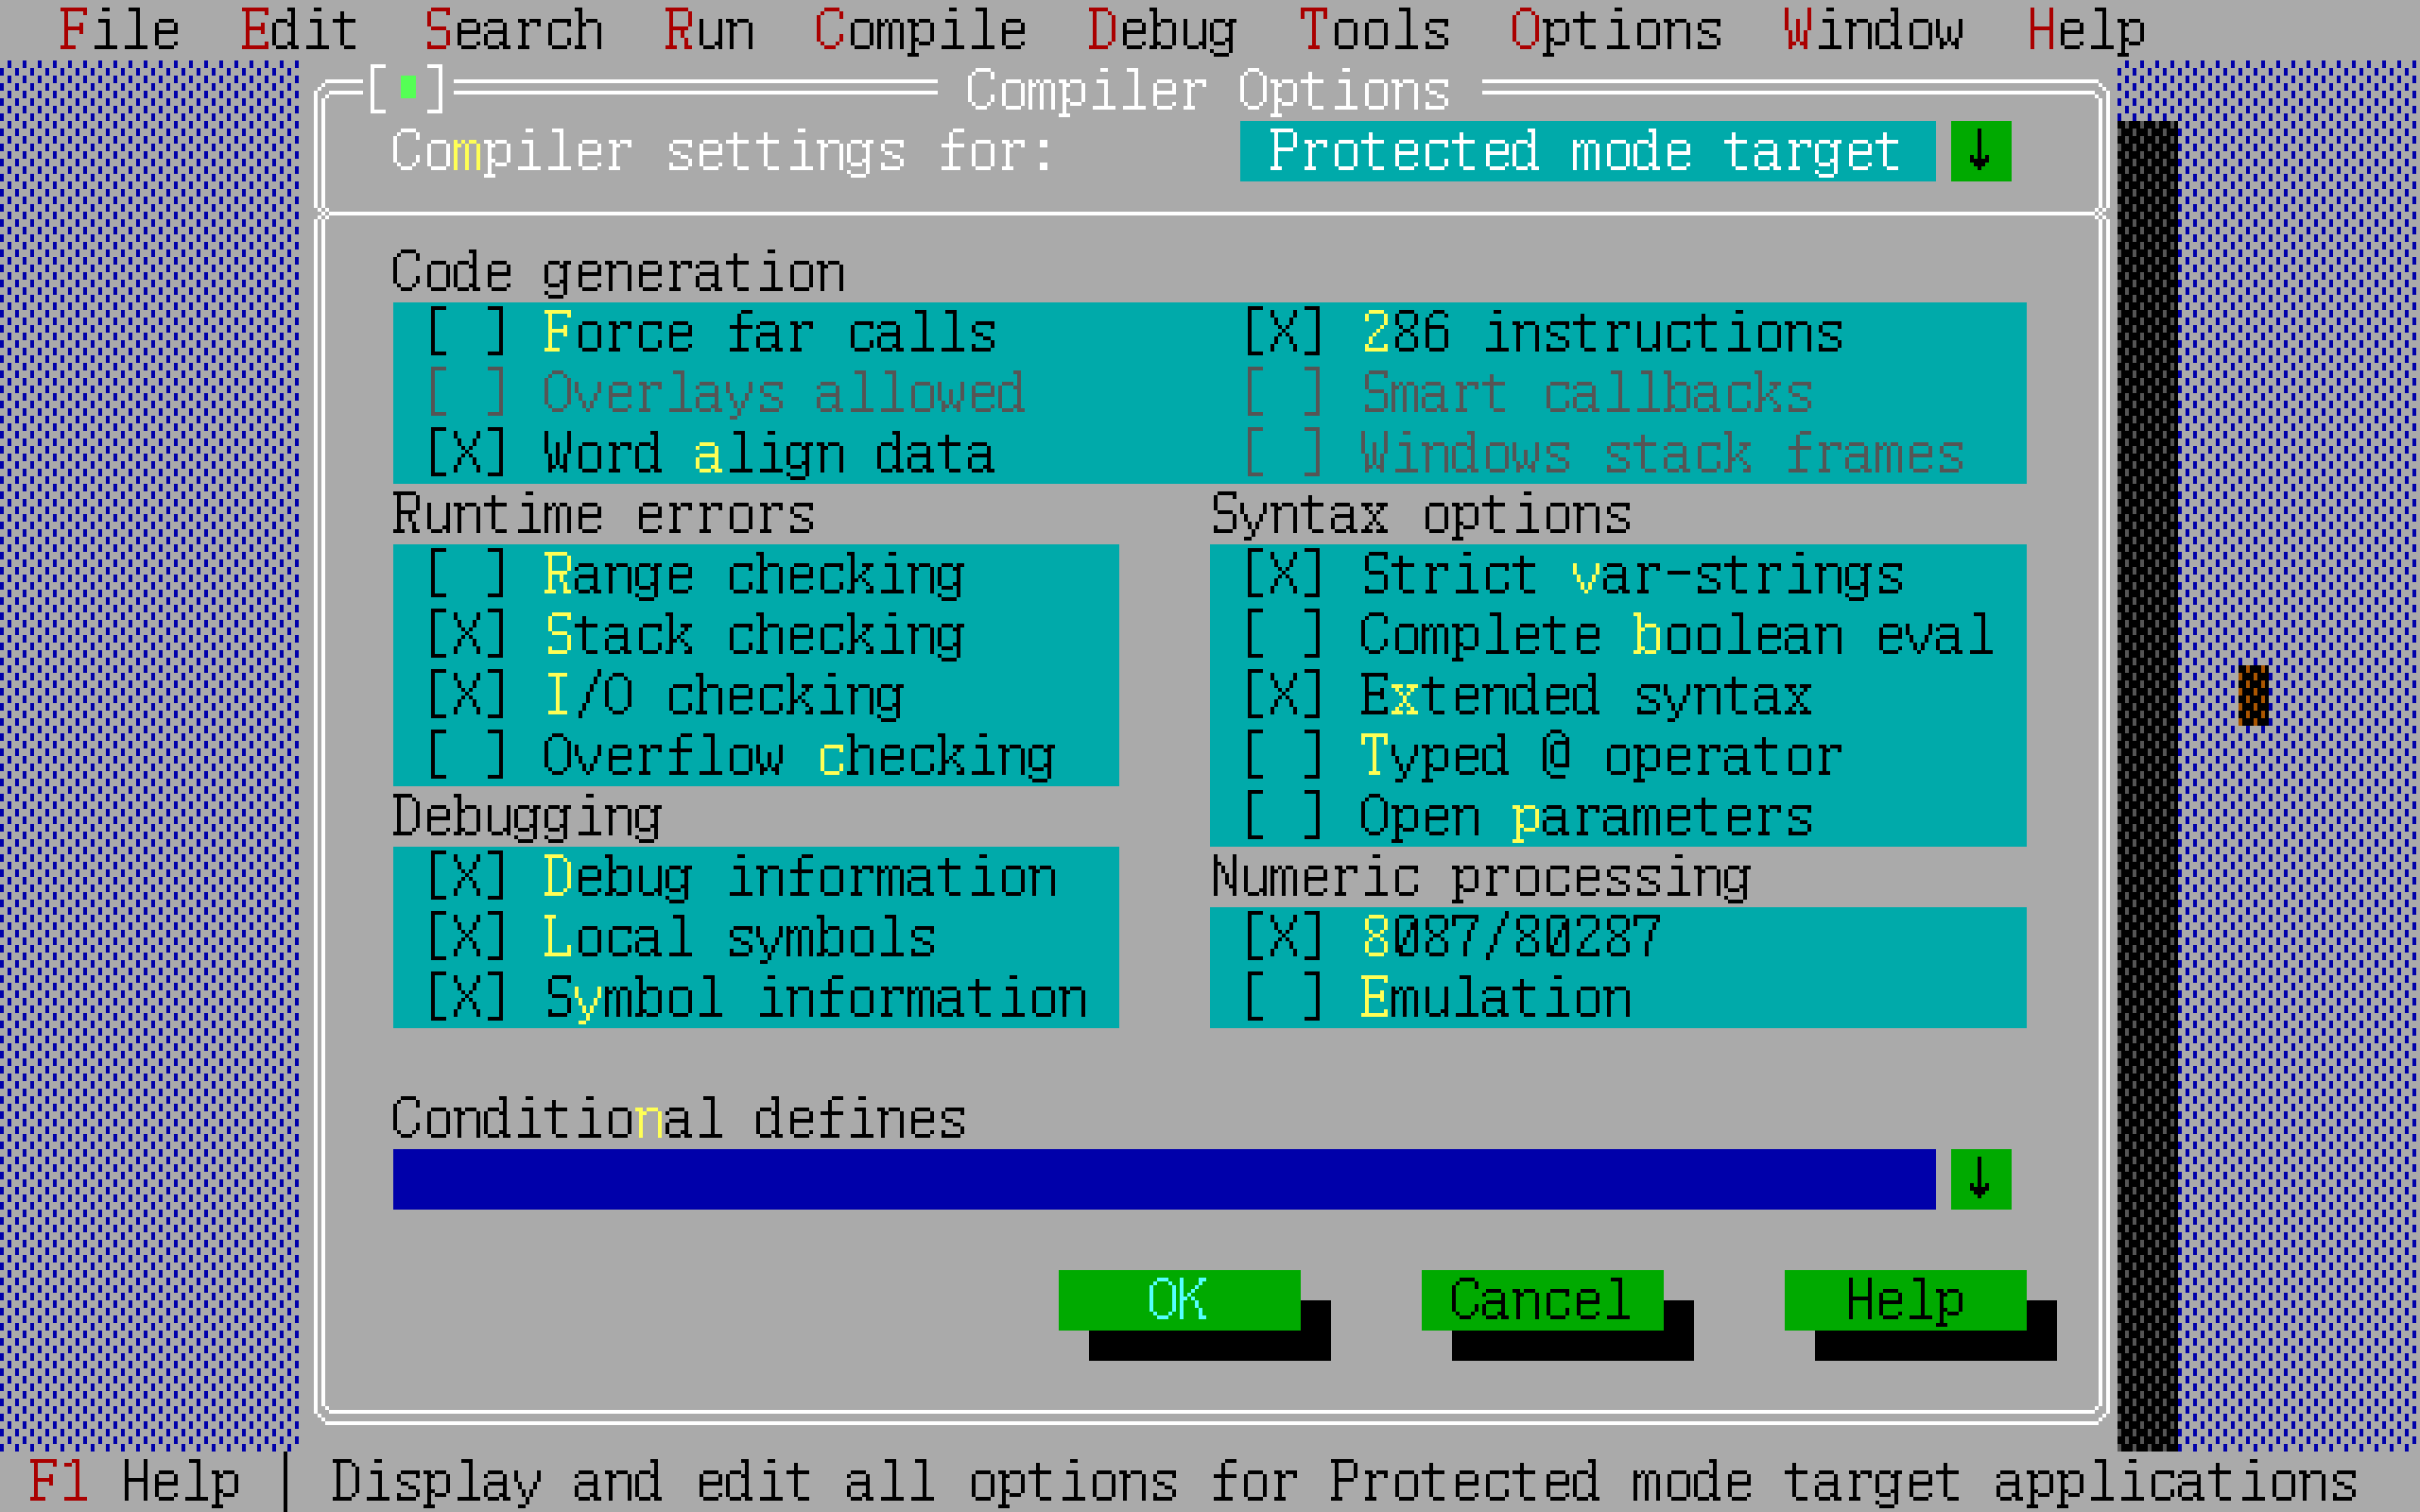 File Edit Search Run Compile Debug Tools Options Window Help
[■] Compiler Options
Compiler settings for: Protected mode target ↓
Code generation
[ ] Force far calls [X] 286 instructions
[ ] Overlays allowed [ ] Smart callbacks
[X] Word align data [ ] Windows stack frames
Runtime errors Syntax options
[ ] Range checking [X] Strict var-strings
[X] Stack checking [ ] Complete boolean eval
[X] I/O checking [X] Extended syntax
[ ] Overflow checking [ ] Typed @ operator
Debugging [ ] Open parameters
[X] Debug information Numeric processing
[X] Local symbols [X] 8087/80287
[X] Symbol information [ ] Emulation
Conditional defines
↓
OK Cancel Help
F1 Help | Display and edit all options for Protected mode target applications